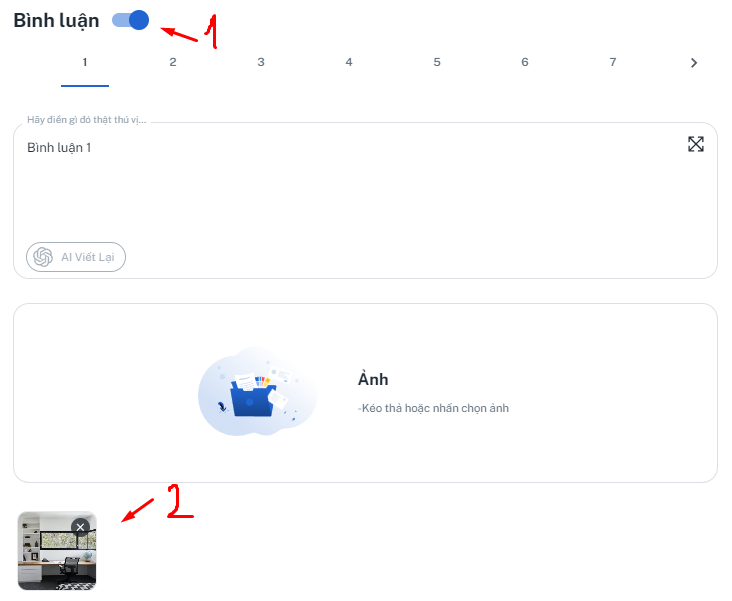 Bình luận
1
1 2 3 4 5 6 7
Hãy điền gì đó thật thú vị...
Bình luận 1
AI Viết Lại
Ảnh
-Kéo thả hoặc nhấn chọn ảnh
2